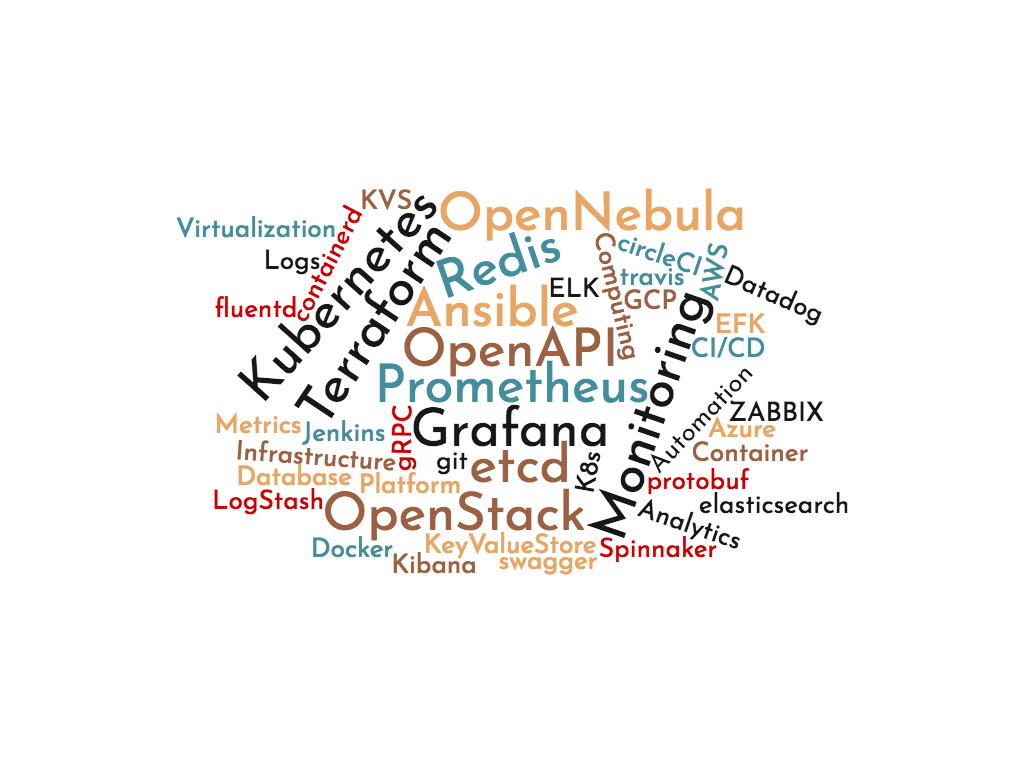 KVS
OpenNebula
Virtualization
containerd
Kubernetes
Terraform
Redis
Computing
circleCI
AWS
Logs
travis
Datadog
ELK
GCP
fluentd
Ansible
EFK
OpenAPI
CI/CD
Monitoring
Prometheus
Automation
ZABBIX
Metrics
Jenkins
gRPC
Grafana
Azure
Infrastructure
git
etcd
K8s
Container
Database
Platform
protobuf
LogStash
OpenStack
elasticsearch
Analytics
Docker
KeyValueStore
Spinnaker
Kibana
swagger